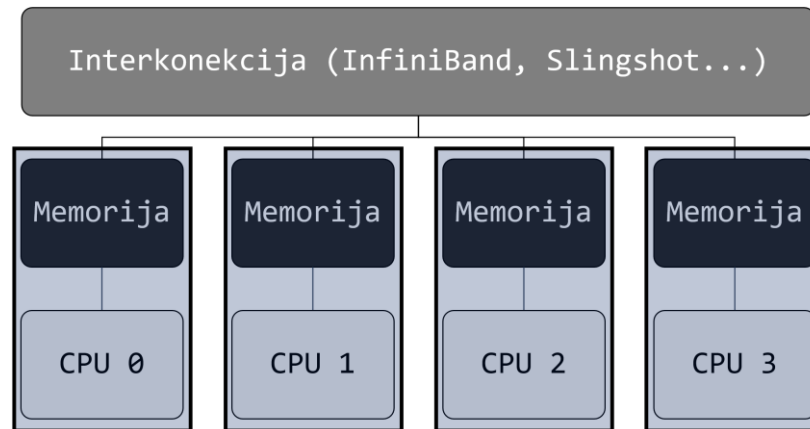 Interkonekcija (InfiniBand, Slingshot...)
Memorija
Memorija
Memorija
Memorija
CPU 0
CPU 1
CPU 2
CPU 3